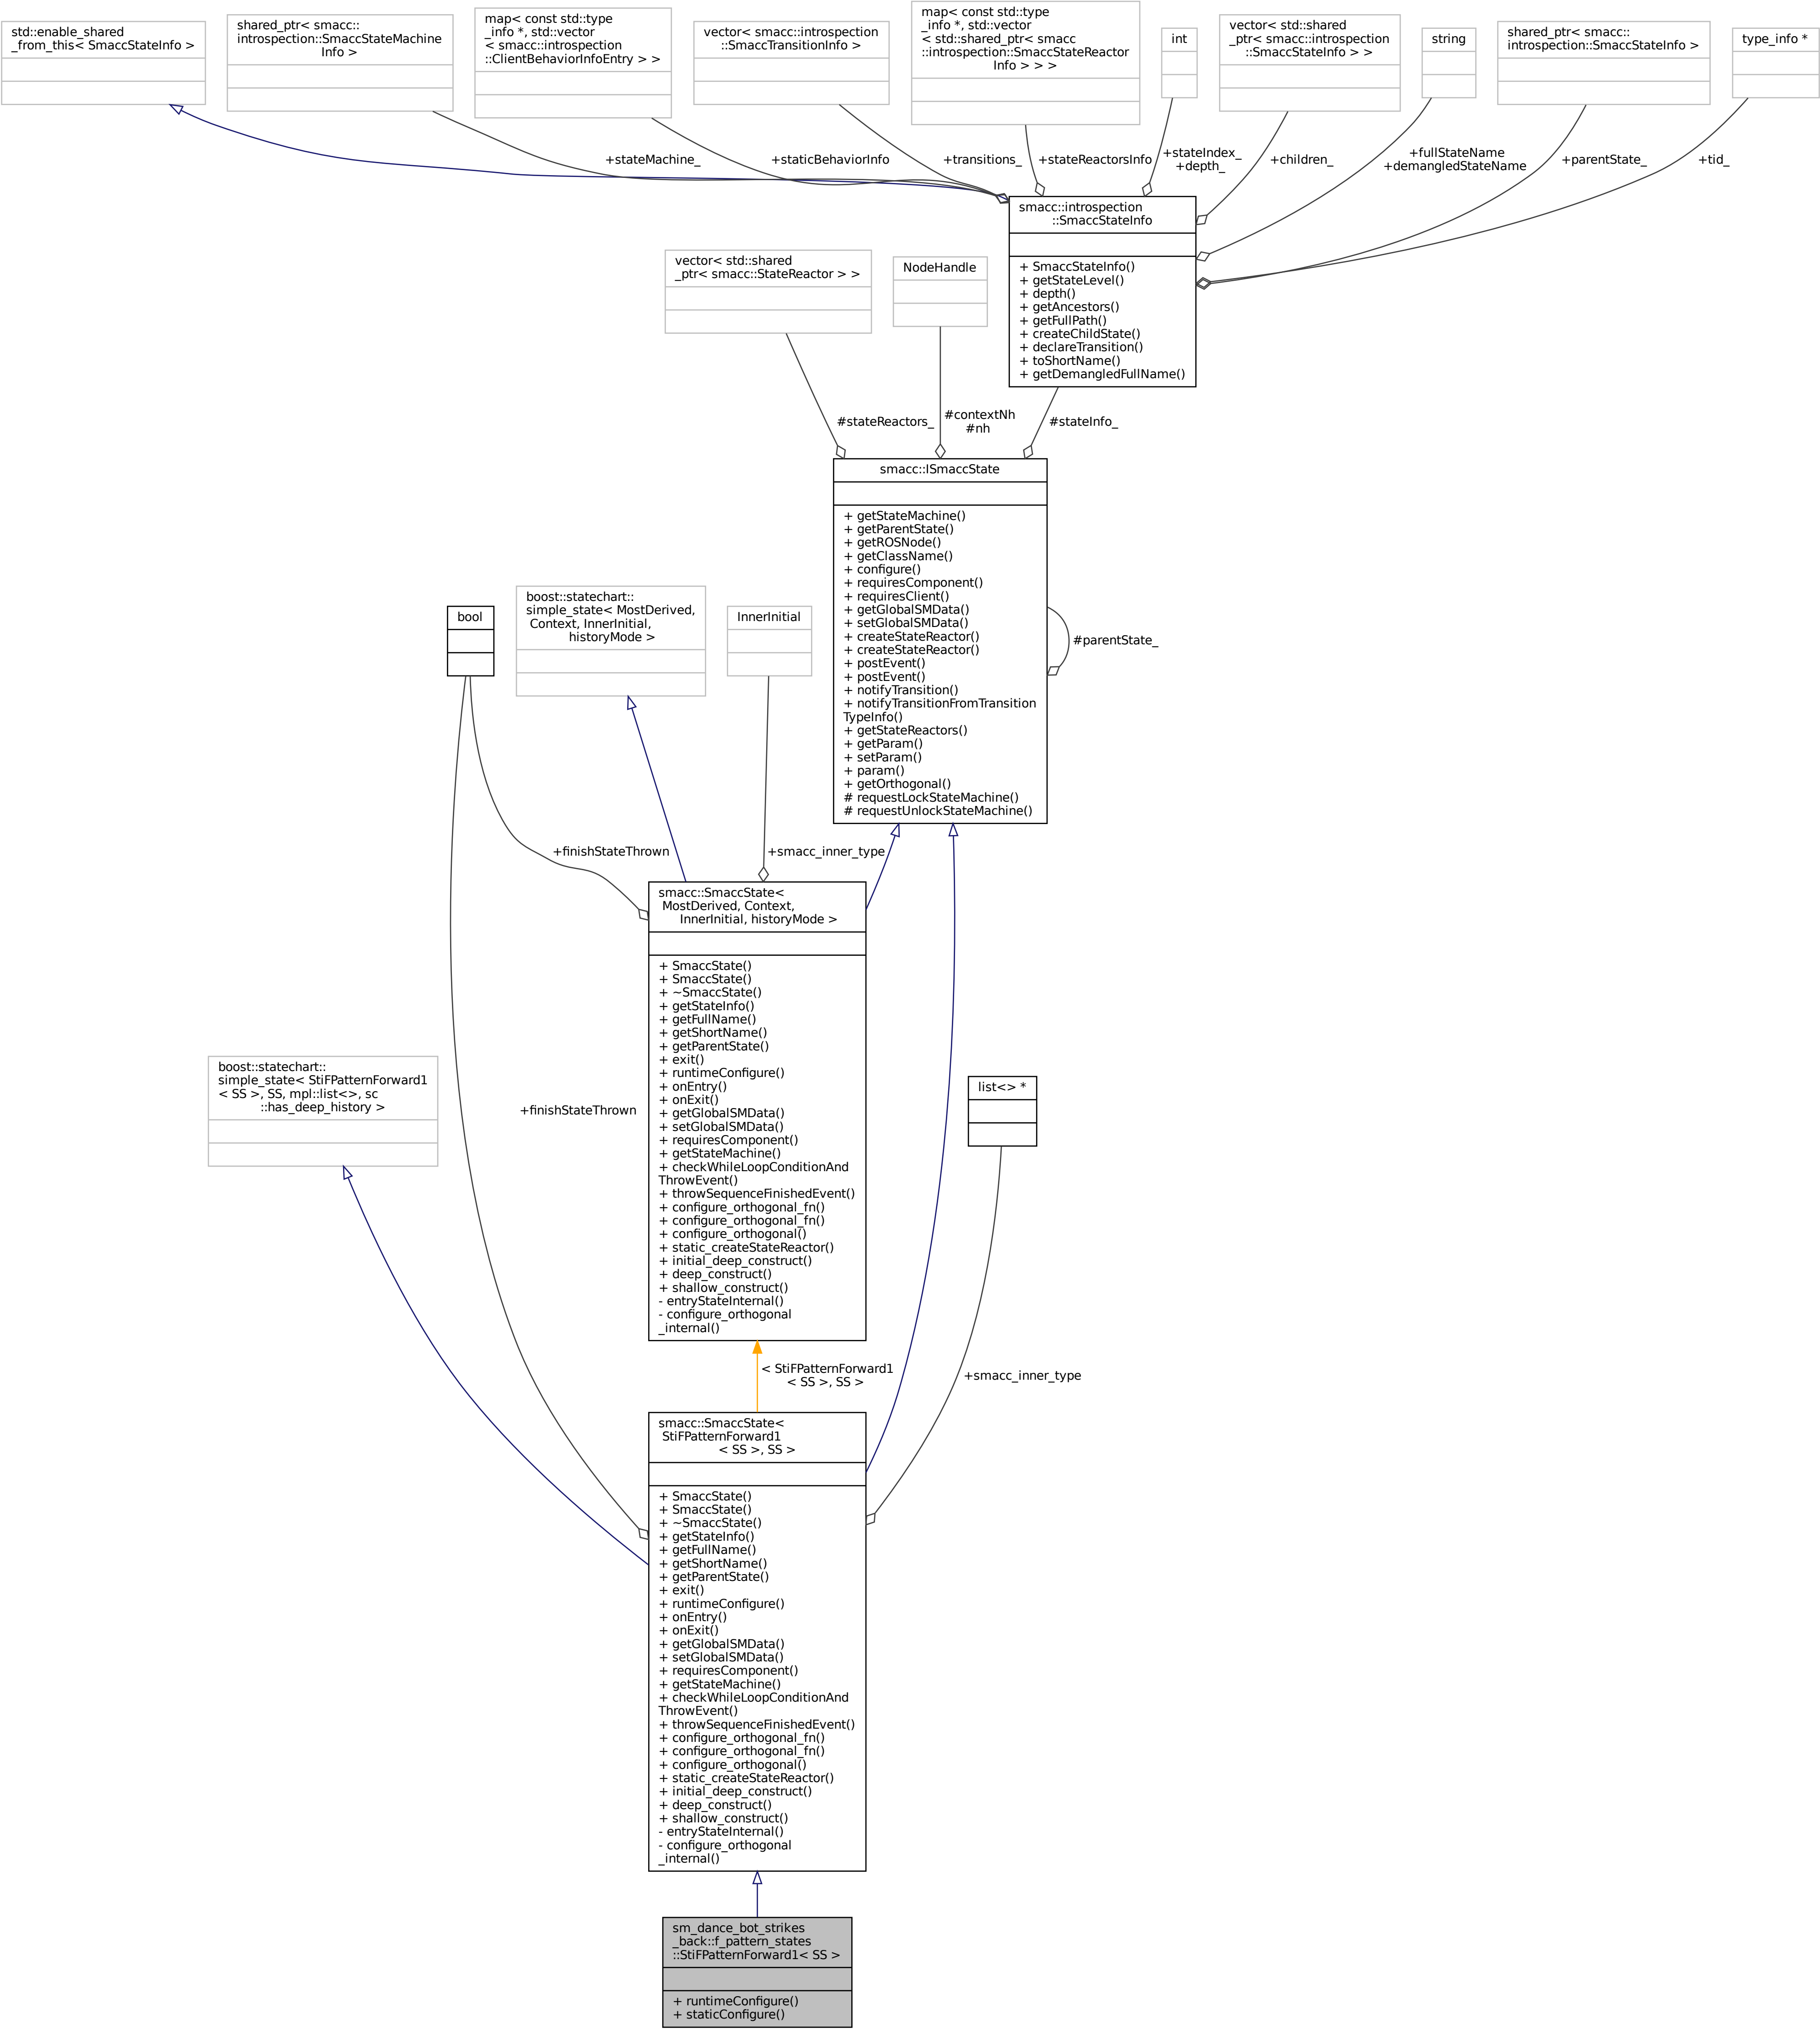 std::enable_shared
_from_this< SmaccStateInfo >
shared_ptr< smacc::
introspection::SmaccStateMachine
Info >
map< const std::type
_info *, std::vector
< smacc::introspection
::ClientBehaviorInfoEntry > >
vector< smacc::introspection
::SmaccTransitionInfo >
map< const std::type
_info *, std::vector
< std::shared_ptr< smacc
::introspection::SmaccStateReactor
Info > > >
int
vector< std::shared
_ptr< smacc::introspection
::SmaccStateInfo > >
string
shared_ptr< smacc::
introspection::SmaccStateInfo >
type_info *
+stateMachine_
+staticBehaviorInfo
+transitions_
+stateReactorsInfo
+stateIndex_
+depth_
+children_
+fullStateName
+demangledStateName
+parentState_
+tid_
smacc::introspection
::SmaccStateInfo
+ SmaccStateInfo()
+ getStateLevel()
+ depth()
+ getAncestors()
+ getFullPath()
+ createChildState()
+ declareTransition()
+ toShortName()
+ getDemangledFullName()
vector< std::shared
_ptr< smacc::StateReactor > >
NodeHandle
#stateReactors_
#contextNh
#nh
#stateInfo_
smacc::ISmaccState
+ getStateMachine()
+ getParentState()
+ getROSNode()
+ getClassName()
+ configure()
+ requiresComponent()
+ requiresClient()
+ getGlobalSMData()
+ setGlobalSMData()
+ createStateReactor()
+ createStateReactor()
+ postEvent()
+ postEvent()
+ notifyTransition()
+ notifyTransitionFromTransition
TypeInfo()
+ getStateReactors()
+ getParam()
+ setParam()
+ param()
+ getOrthogonal()
# requestLockStateMachine()
# requestUnlockStateMachine()
#parentState_
bool
boost::statechart::
simple_state< MostDerived,
Context, InnerInitial,
historyMode >
InnerInitial
+finishStateThrown
+smacc_inner_type
smacc::SmaccState<
MostDerived, Context,
InnerInitial, historyMode >
+ SmaccState()
+ SmaccState()
+ ~SmaccState()
+ getStateInfo()
+ getFullName()
+ getShortName()
+ getParentState()
+ exit()
+ runtimeConfigure()
+ onEntry()
+ onExit()
+ getGlobalSMData()
+ setGlobalSMData()
+ requiresComponent()
+ getStateMachine()
+ checkWhileLoopConditionAnd
ThrowEvent()
+ throwSequenceFinishedEvent()
+ configure_orthogonal_fn()
+ configure_orthogonal_fn()
+ configure_orthogonal()
+ static_createStateReactor()
+ initial_deep_construct()
+ deep_construct()
+ shallow_construct()
- entryStateInternal()
- configure_orthogonal
_internal()
boost::statechart::
simple_state< StiFPatternForward1
< SS >, SS, mpl::list<>, sc
::has_deep_history >
+finishStateThrown
list<> *
< StiFPatternForward1
< SS >, SS >
+smacc_inner_type
smacc::SmaccState<
StiFPatternForward1
< SS >, SS >
+ SmaccState()
+ SmaccState()
+ ~SmaccState()
+ getStateInfo()
+ getFullName()
+ getShortName()
+ getParentState()
+ exit()
+ runtimeConfigure()
+ onEntry()
+ onExit()
+ getGlobalSMData()
+ setGlobalSMData()
+ requiresComponent()
+ getStateMachine()
+ checkWhileLoopConditionAnd
ThrowEvent()
+ throwSequenceFinishedEvent()
+ configure_orthogonal_fn()
+ configure_orthogonal_fn()
+ configure_orthogonal()
+ static_createStateReactor()
+ initial_deep_construct()
+ deep_construct()
+ shallow_construct()
- entryStateInternal()
- configure_orthogonal
_internal()
sm_dance_bot_strikes
_back::f_pattern_states
::StiFPatternForward1< SS >
+ runtimeConfigure()
+ staticConfigure()